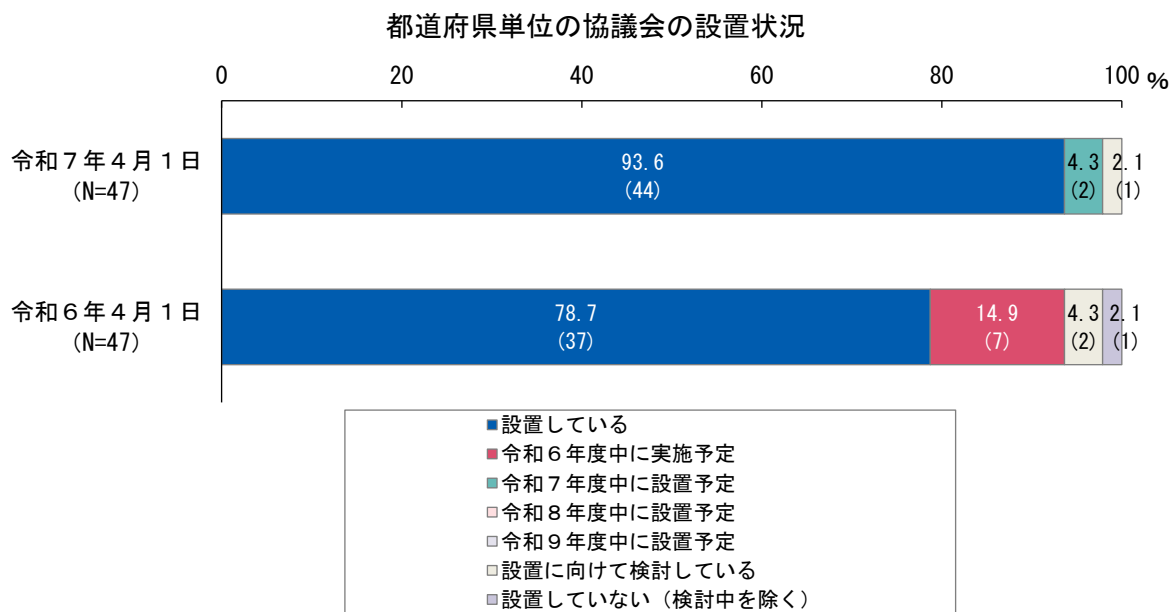 都道府県単位の協議会の設置状況
0 20 40 60 80 100 %
令和７年４月１日
（N=47）
93.6 4.3 2.1
(44) (2) (1)
令和６年４月１日
（N=47）
78.7 14.9 4.3 2.1
(37) (7) (2) (1)
設置している
令和６年度中に実施予定
令和７年度中に設置予定
令和８年度中に設置予定
令和９年度中に設置予定
設置に向けて検討している
設置していない（検討中を除く）